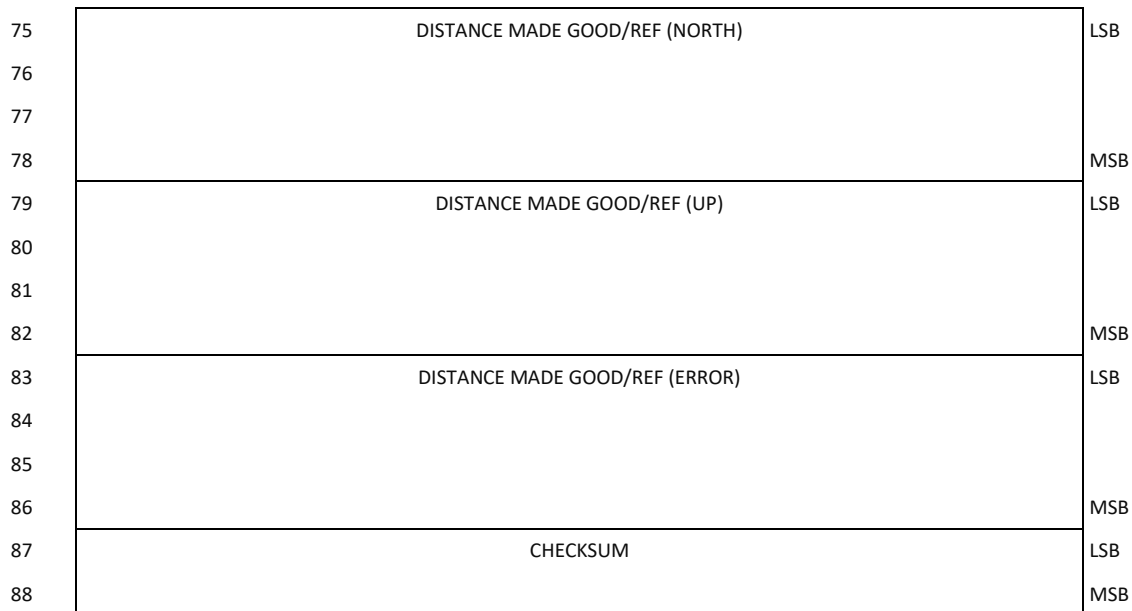 75 DISTANCE MADE GOOD/REF (NORTH) LSB
76
77
78 MSB
79 DISTANCE MADE GOOD/REF (UP) LSB
80
81
82 MSB
83 DISTANCE MADE GOOD/REF (ERROR) LSB
84
85
86 MSB
87 CHECKSUM LSB
88 MSB